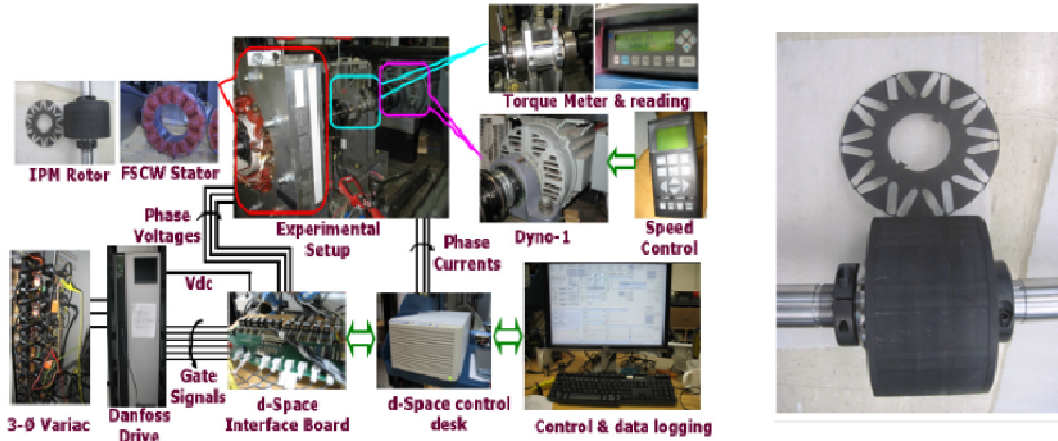 Torque Meter & reading
IPM Rotor
FSCW Stator
Phase
Voltages
Experimental
Setup
Phase
Currents
Dyno-1
Speed
Control
Vdc
Gate
Signals
3-Ø Variac
Danfoss
Drive
d-Space
Interface Board
d-Space control
desk
Control & data logging